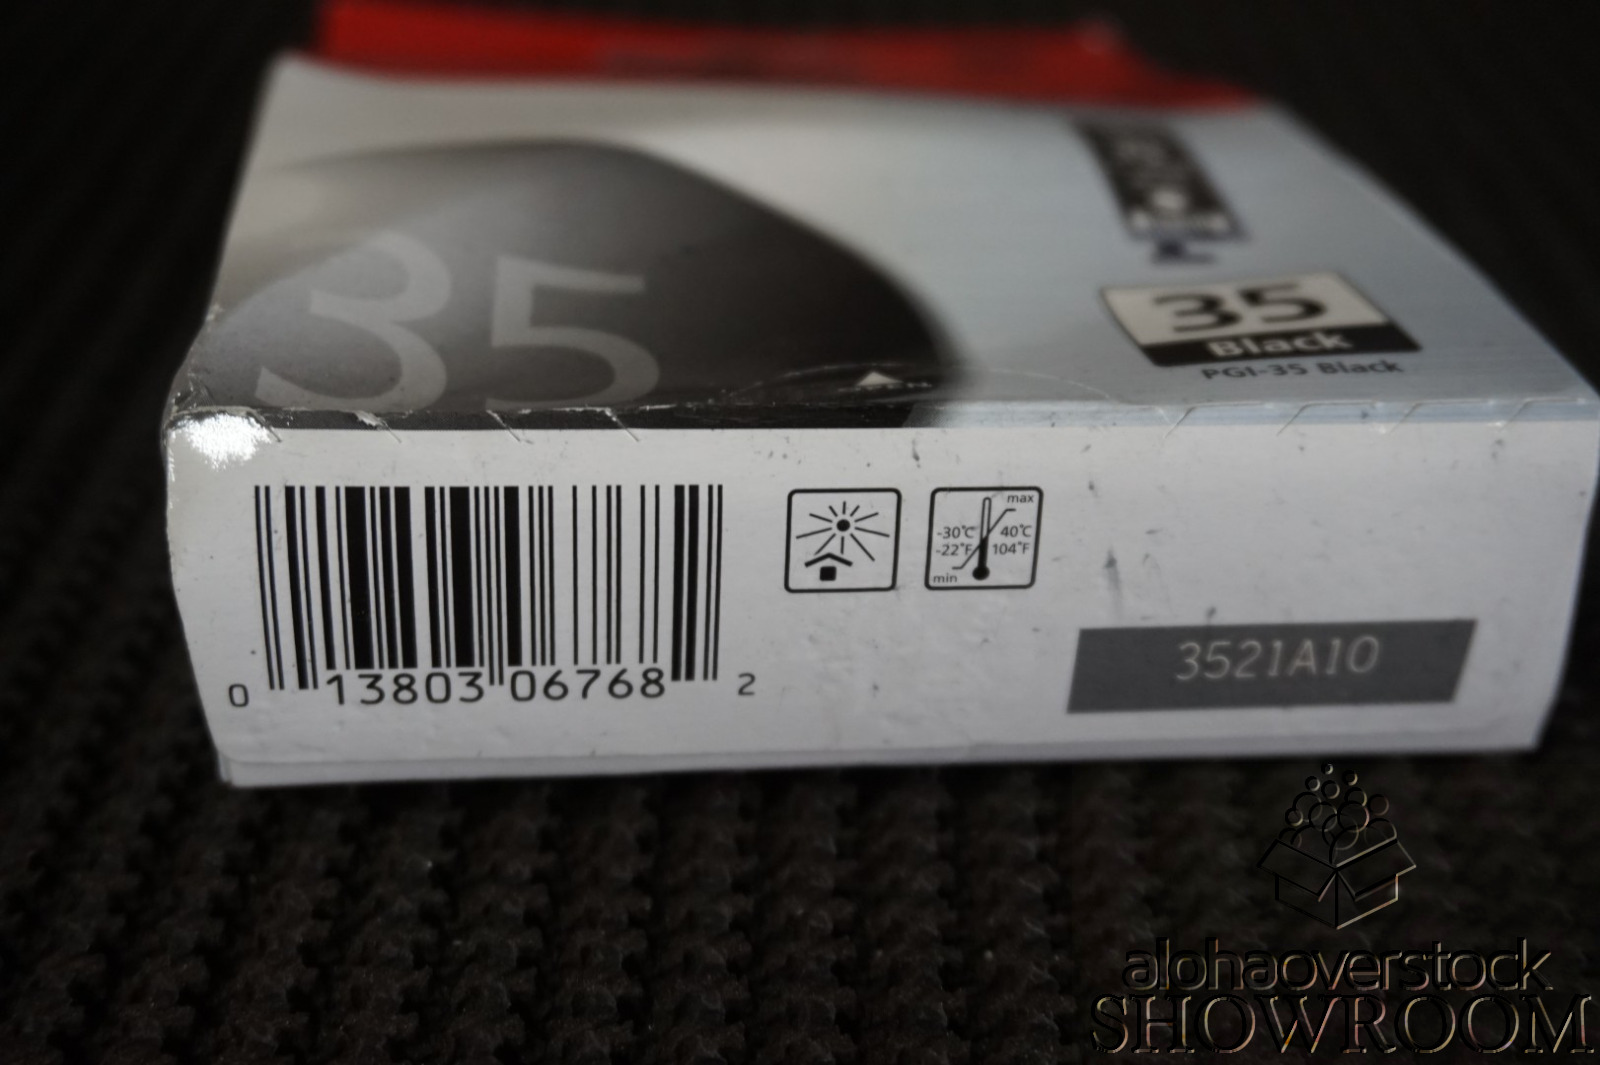 35
35
Black
PGI-35 Black
max
-30°C 40°C
-22°F 104°F
min
3521A10
0 13803 06768 2
alohaoverstock
SHOWROOM